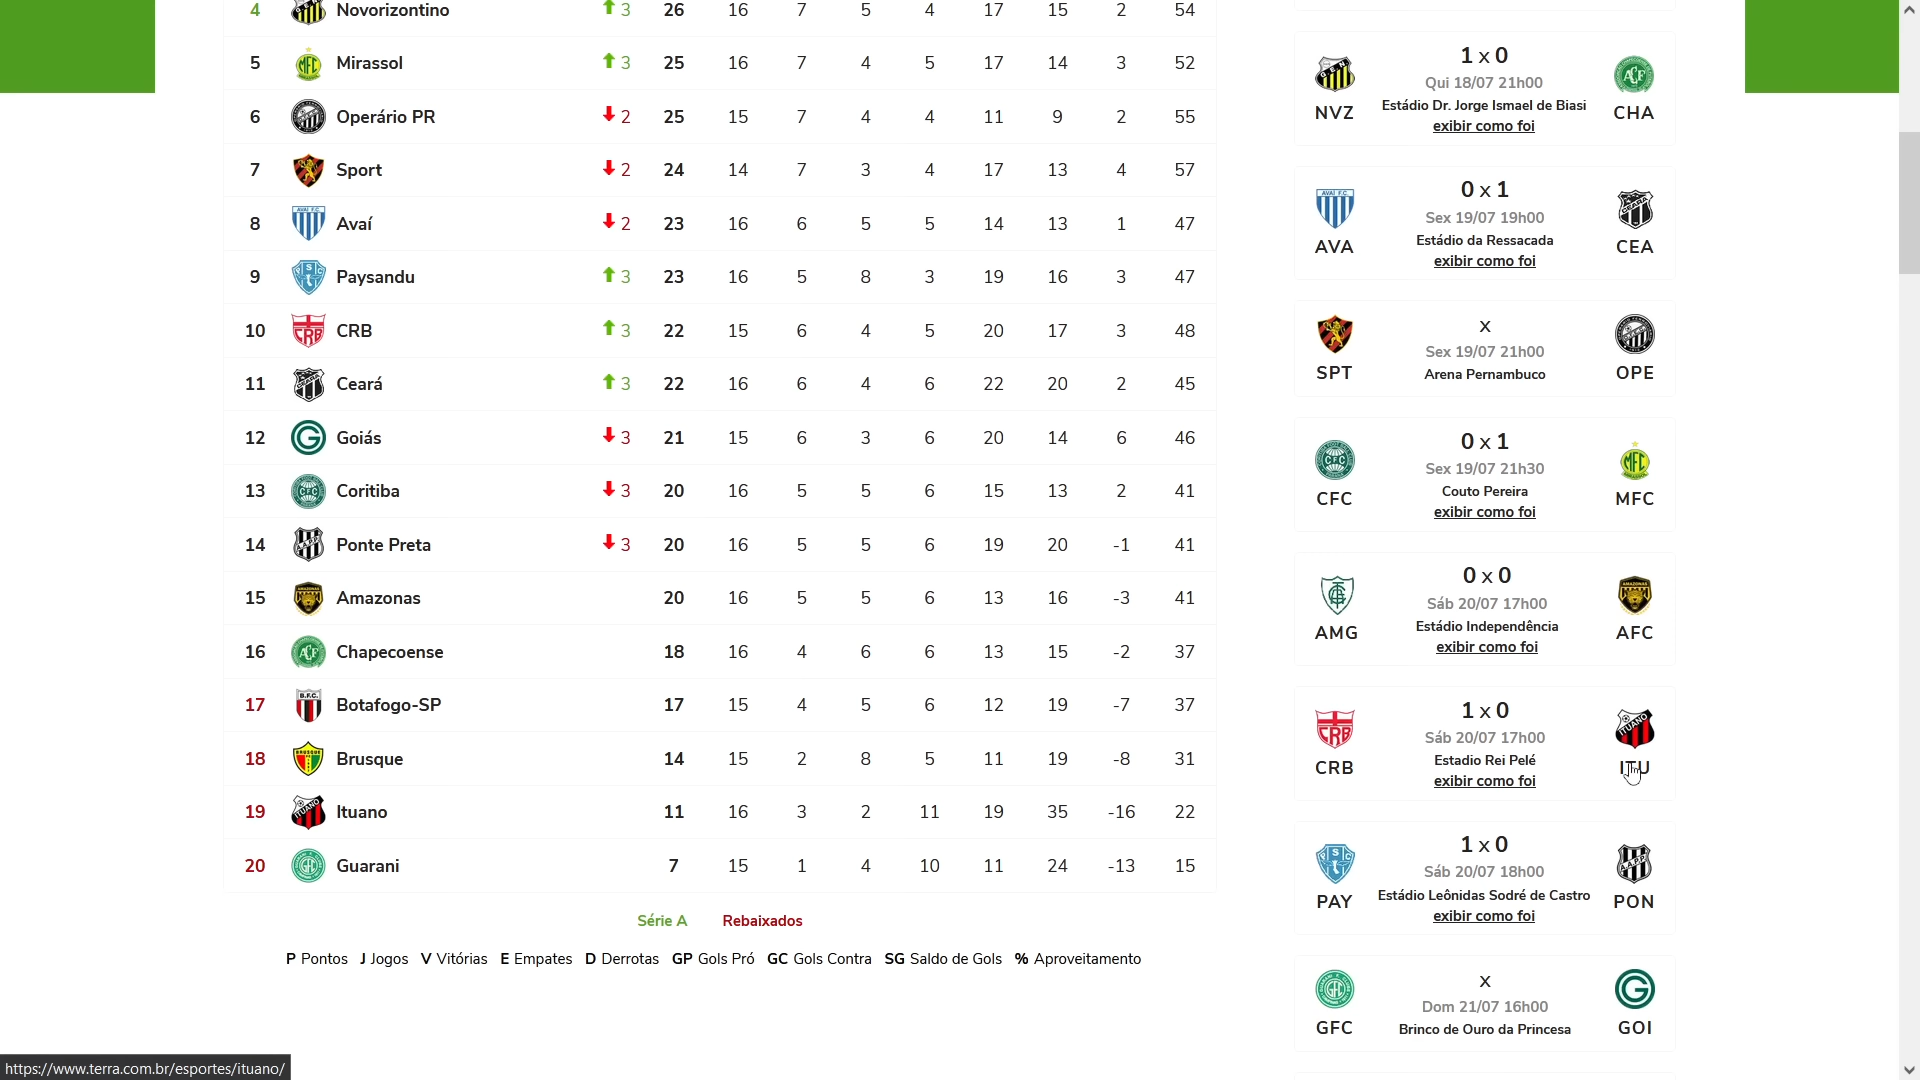 4 Novorizontino 3 26 16 7 5 4 17 15 2 54
5 Mirassol 3 25 16 7 4 5 17 14 3 52
6 Operário PR 2 25 15 7 4 4 11 9 2 55
7 Sport 2 24 14 7 3 4 17 13 4 57
8 Avaí 2 23 16 6 5 5 14 13 1 47
9 Paysandu 3 23 16 5 8 3 19 16 3 47
10 CRB 3 22 15 6 4 5 20 17 3 48
11 Ceará 3 22 16 6 4 6 22 20 2 45
12 Goiás 3 21 15 6 3 6 20 14 6 46
13 Coritiba 3 20 16 5 5 6 15 13 2 41
14 Ponte Preta 3 20 16 5 5 6 19 20 -1 41
15 Amazonas 20 16 5 5 6 13 16 -3 41
16 Chapecoense 18 16 4 6 6 13 15 -2 37
17 Botafogo-SP 17 15 4 5 6 12 19 -7 37
18 Brusque 14 15 2 8 5 11 19 -8 31
19 Ituano 11 16 3 2 11 19 35 -16 22
20 Guarani 7 15 1 4 10 11 24 -13 15
Série A Rebaixados
P Pontos J Jogos V Vitórias E Empates D Derrotas GP Gols Pró GC Gols Contra SG Saldo de Gols % Aproveitamento
1 x 0
Qui 18/07 21h00
Estádio Dr. Jorge Ismael de Biasi
NVZ CHA
exibir como foi
0 x 1
Sex 19/07 19h00
Estádio da Ressacada
AVA CEA
exibir como foi
x
Sex 19/07 21h00
SPT Arena Pernambuco OPE
0 x 1
Sex 19/07 21h30
Couto Pereira
CFC MFC
exibir como foi
0 x 0
Sáb 20/07 17h00
Estádio Independência
AMG AFC
exibir como foi
1 x 0
Sáb 20/07 17h00
Estadio Rei Pelé
CRB ITU
exibir como foi
1 x 0
Sáb 20/07 18h00
Estádio Leônidas Sodré de Castro
PAY PON
exibir como foi
x
Dom 21/07 16h00
GFC Brinco de Ouro da Princesa GOI
https://www.terra.com.br/esportes/ituano/